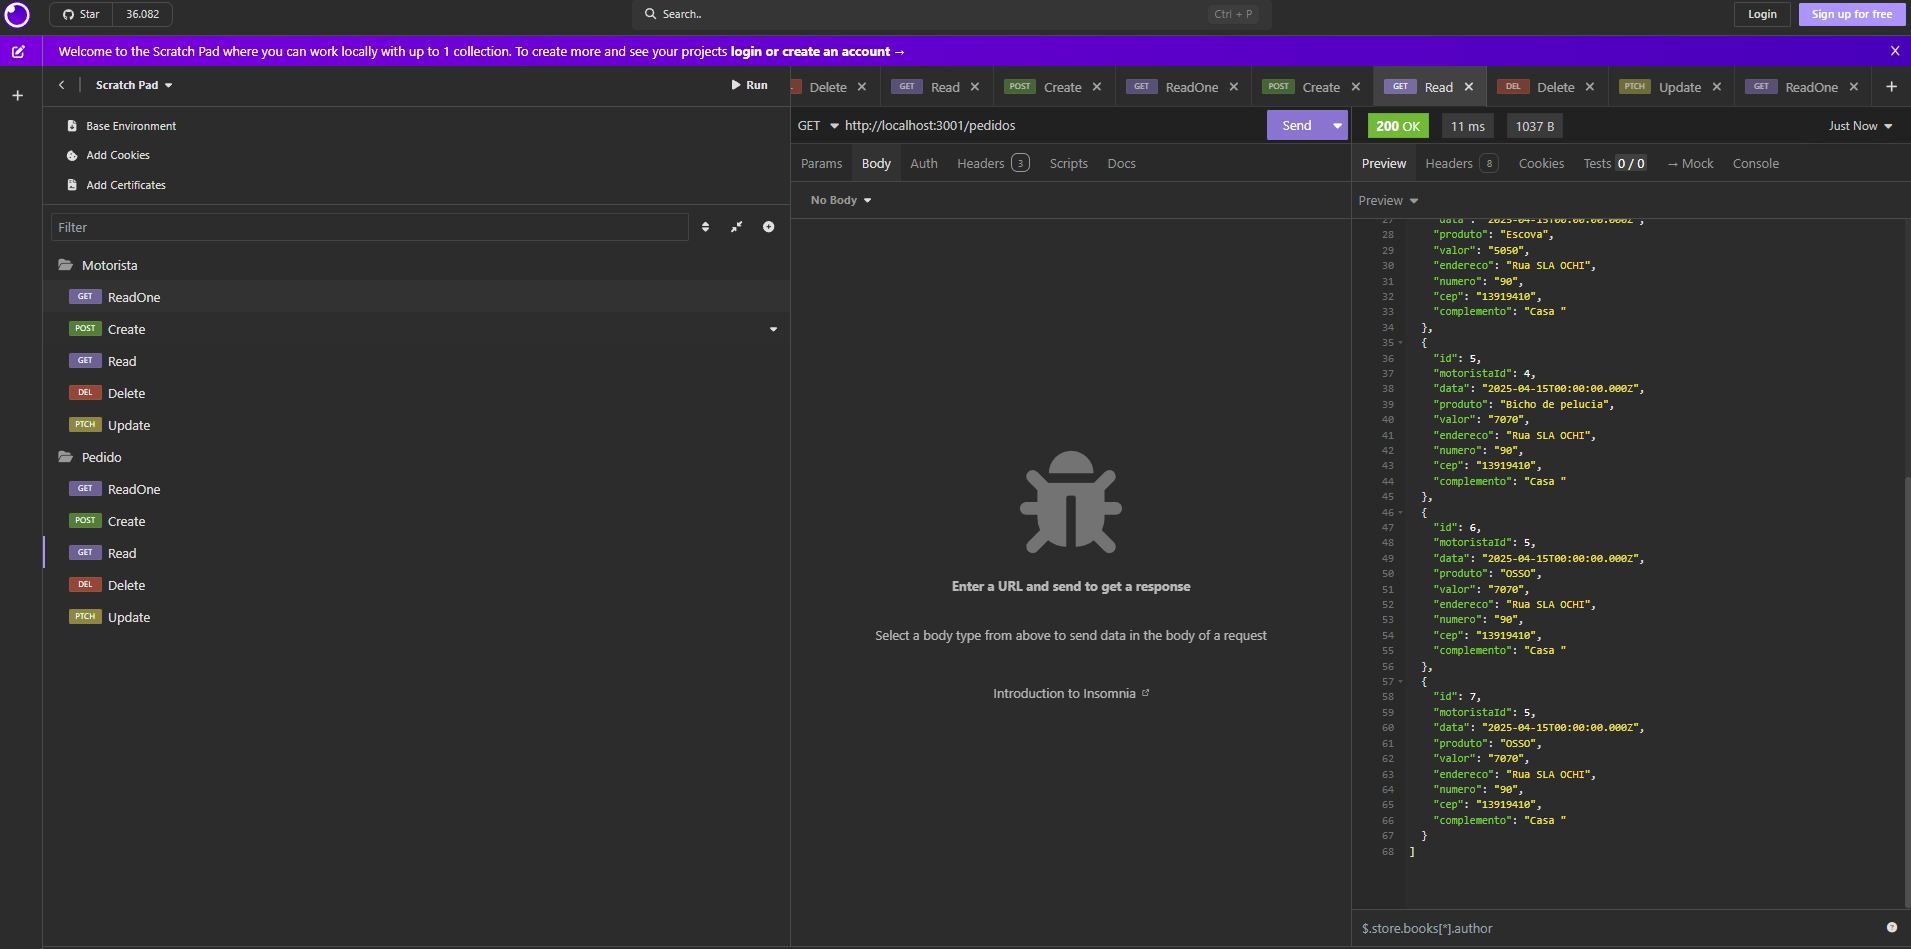 Star 36.082 Search.. Ctrl + P Login Sign up for free
Welcome to the Scratch Pad where you can work locally with up to 1 collection. To create more and see your projects login or create an account →
Scratch Pad Run
Base Environment
Add Cookies
Add Certificates
Filter
Motorista
GET ReadOne
POST Create
GET Read
DEL Delete
PTCH Update
Pedido
GET ReadOne
POST Create
GET Read
DEL Delete
PTCH Update
Delete GET Read POST Create GET ReadOne POST Create GET Read DEL Delete PTCH Update GET ReadOne
GET http://localhost:3001/pedidos Send
Params Body Auth Headers 3 Scripts Docs
No Body
Enter a URL and send to get a response
Select a body type from above to send data in the body of a request
Introduction to Insomnia
200 OK 11 ms 1037 B Just Now
Preview Headers 8 Cookies Tests 0 / 0 → Mock Console
Preview
27 "data": "2025-04-15T00:00:00.000Z",
28 "produto": "Escova",
29 "valor": "5050",
30 "endereco": "Rua SLA OCHI",
31 "numero": "90",
32 "cep": "13919410",
33 "complemento": "Casa "
34 },
35 {
36 "id": 5,
37 "motoristaId": 4,
38 "data": "2025-04-15T00:00:00.000Z",
39 "produto": "Bicho de pelucia",
40 "valor": "7070",
41 "endereco": "Rua SLA OCHI",
42 "numero": "90",
43 "cep": "13919410",
44 "complemento": "Casa "
45 },
46 {
47 "id": 6,
48 "motoristaId": 5,
49 "data": "2025-04-15T00:00:00.000Z",
50 "produto": "OSSO",
51 "valor": "7070",
52 "endereco": "Rua SLA OCHI",
53 "numero": "90",
54 "cep": "13919410",
55 "complemento": "Casa "
56 },
57 {
58 "id": 7,
59 "motoristaId": 5,
60 "data": "2025-04-15T00:00:00.000Z",
61 "produto": "OSSO",
62 "valor": "7070",
63 "endereco": "Rua SLA OCHI",
64 "numero": "90",
65 "cep": "13919410",
66 "complemento": "Casa "
67 }
68 ]
$.store.books[*].author